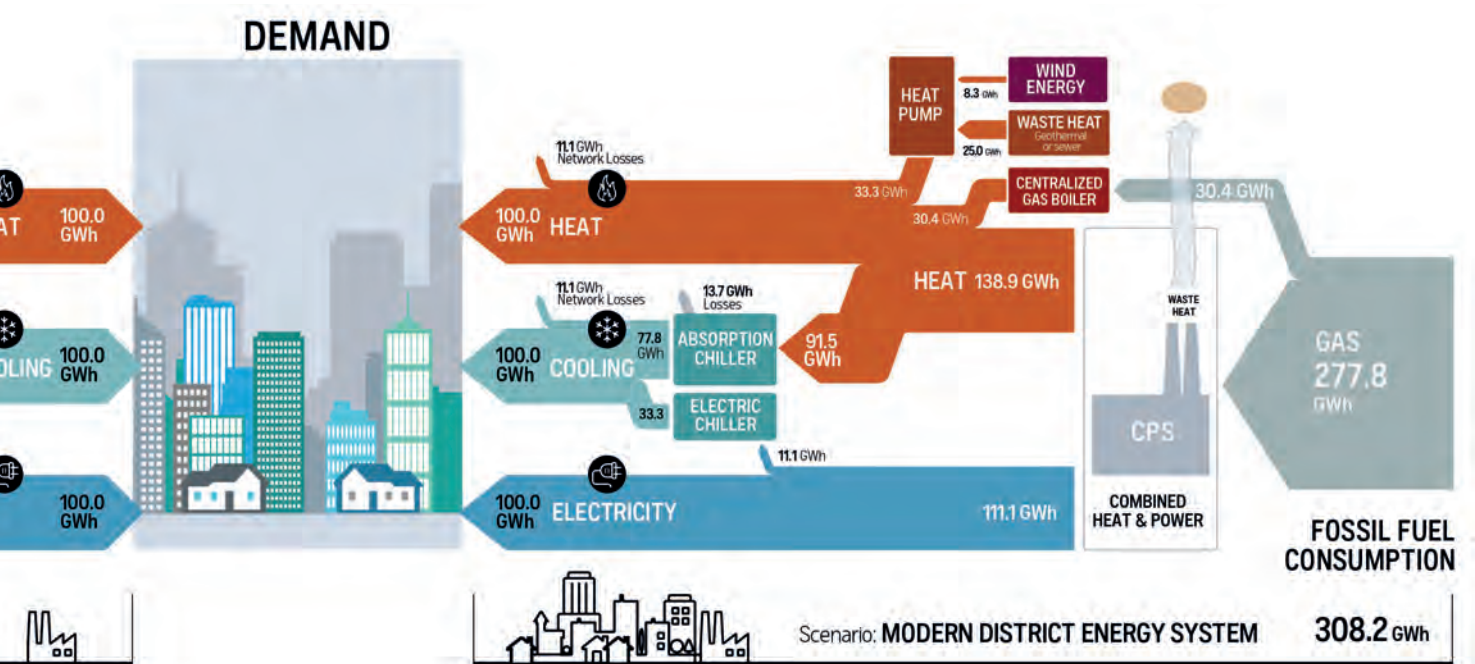 DEMAND
AT
100.0
GWh
OLING
100.0
GWh
100.0
GWh
11.1 GWh
Network Losses
100.0
GWh
HEAT
11.1 GWh
Network Losses
100.0
GWh
COOLING
77.8
GWh
33.3
13.7 GWh
Losses
ABSORPTION
CHILLER
ELECTRIC
CHILLER
91.5
GWh
11.1 GWh
100.0
GWh
ELECTRICITY
111.1 GWh
HEAT
PUMP
8.3 GWh
WIND
ENERGY
25.0 GWh
WASTE HEAT
Geothermal
or sewer
33.3 GWh
30.4 GWh
CENTRALIZED
GAS BOILER
30.4 GWh
HEAT 138.9 GWh
WASTE
HEAT
CPS
COMBINED
HEAT & POWER
GAS
277.8
GWh
FOSSIL FUEL
CONSUMPTION
Scenario: MODERN DISTRICT ENERGY SYSTEM
308.2 GWh